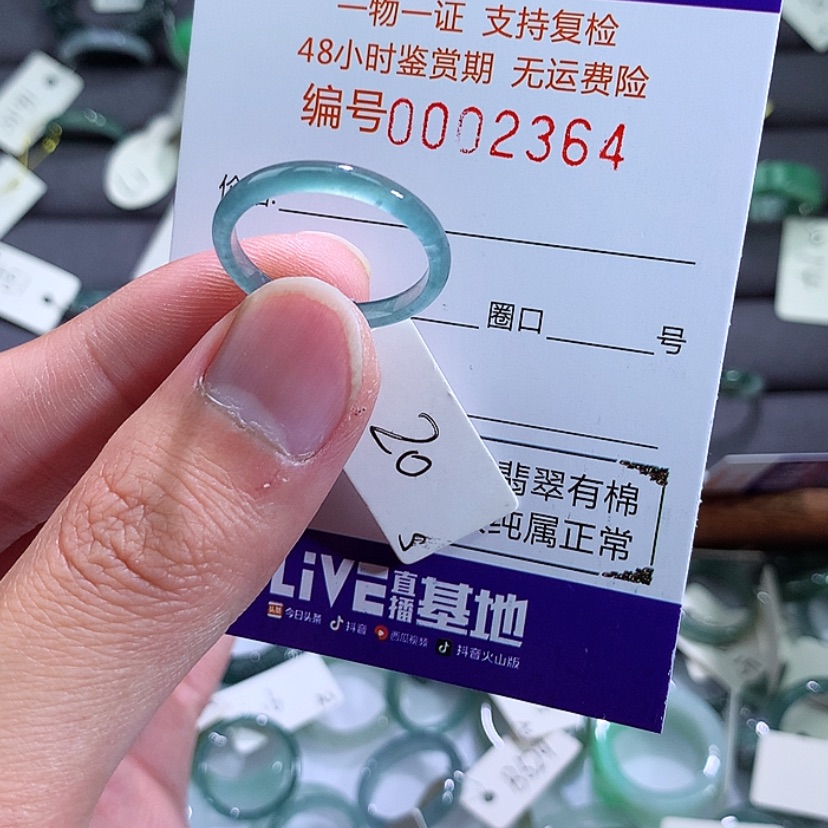 一物一证 支持复检
48小时鉴赏期 无运费险
编号0002364
圈口 号
20
翡翠有棉
纯属正常
LIVE直播基地
今日头条 抖音 西瓜视频 抖音火山版